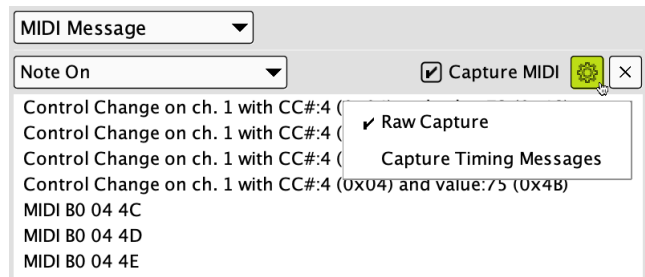 MIDI Message
Note On
Capture MIDI
Control Change on ch. 1 with CC#:4 (
Raw Capture
Control Change on ch. 1 with CC#:4 (
Control Change on ch. 1 with CC#:4 (
Capture Timing Messages
Control Change on ch. 1 with CC#:4 (0x04) and value:75 (0x4B)
MIDI B0 04 4C
MIDI B0 04 4D
MIDI B0 04 4E